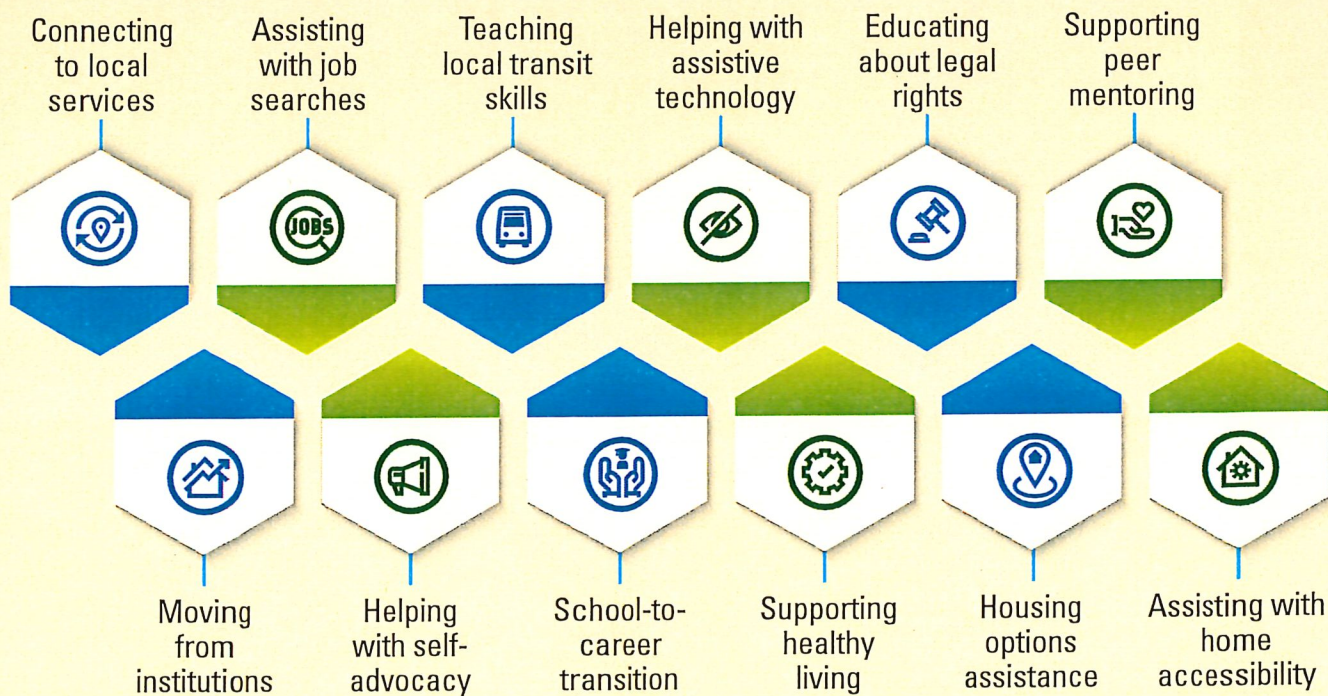 Connecting
to local
services
Assisting
with job
searches
Teaching
local transit
skills
Helping with
assistive
technology
Educating
about legal
rights
Supporting
peer
mentoring
JOBS
Moving
from
institutions
Helping
with self-
advocacy
School-to-
career
transition
Supporting
healthy
living
Housing
options
assistance
Assisting with
home
accessibility